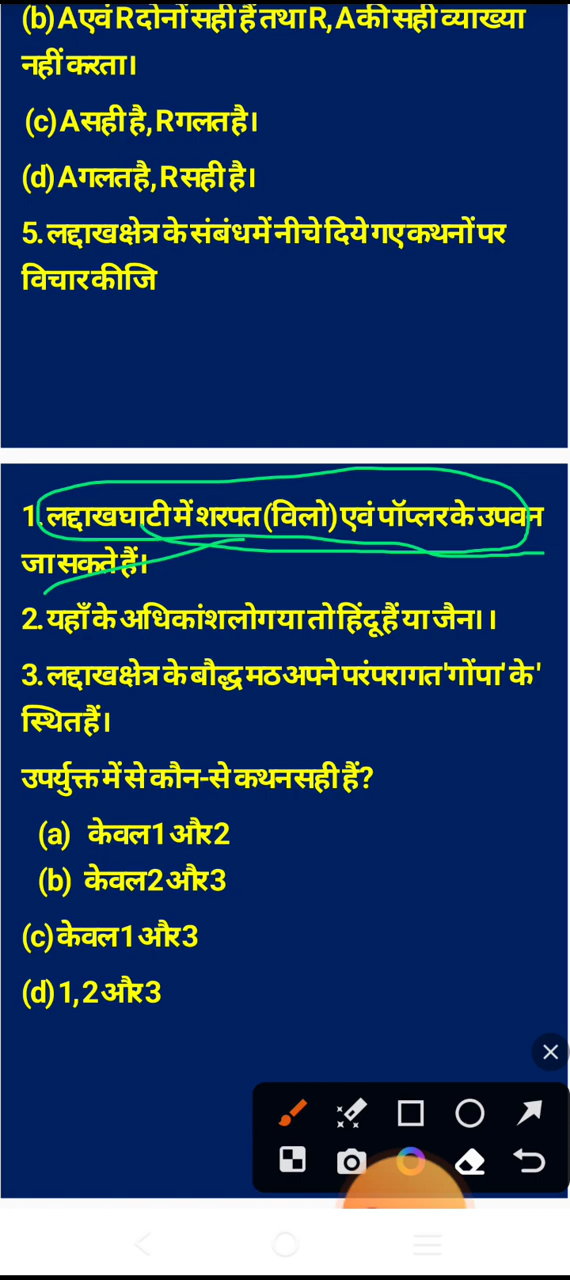 (b) A एवं R दोनों सही हैं तथा R, A की सही व्याख्या
नहीं करता।
(c) A सही है, R गलत है।
(d) A गलत है, R सही है।
5. लद्दाख क्षेत्र के संबंध में नीचे दिये गए कथनों पर
विचार कीजि
1. लद्दाख घाटी में शरपत (विलो) एवं पॉप्लर के उपवन
जा सकते हैं।
2. यहाँ के अधिकांश लोग या तो हिंदू हैं या जैन।।
3. लद्दाख क्षेत्र के बौद्ध मठ अपने परंपरागत 'गोंपा' के '
स्थित हैं।
उपर्युक्त में से कौन-से कथन सही हैं?
(a) केवल 1 और 2
(b) केवल 2 और 3
(c) केवल 1 और 3
(d) 1, 2 और 3